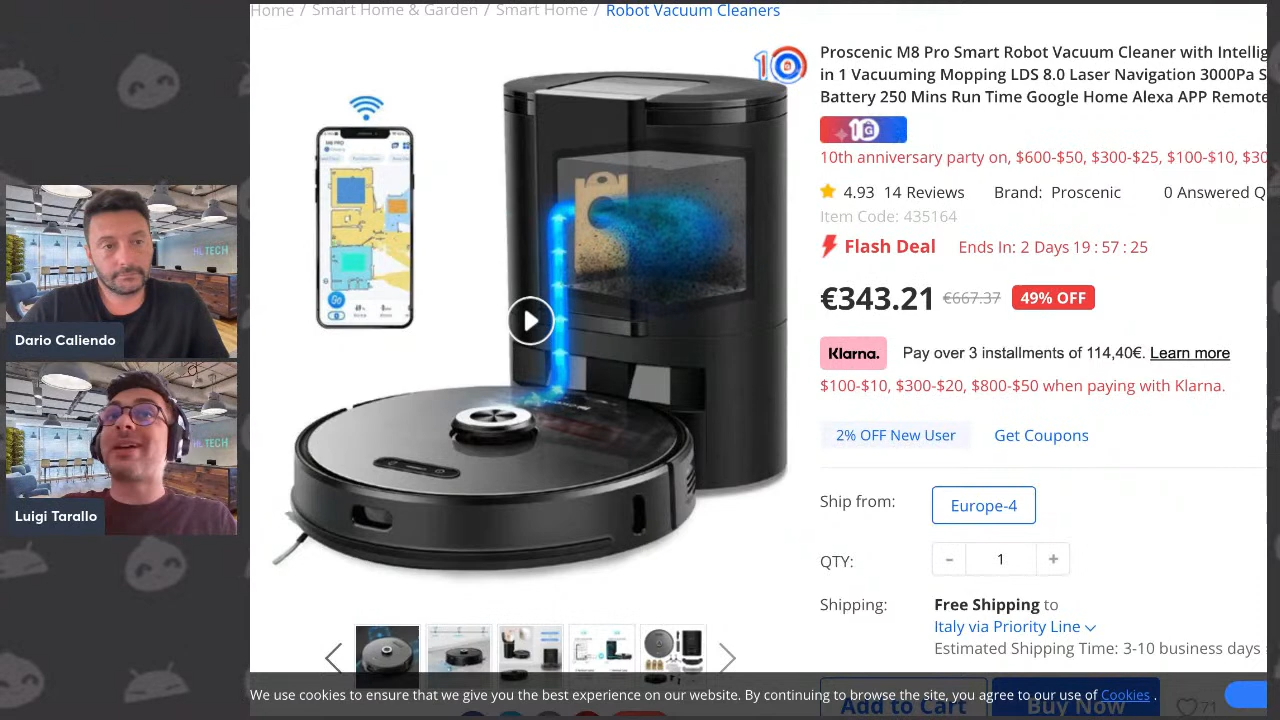 Home / Smart Home & Garden / Smart Home / Robot Vacuum Cleaners
Proscenic M8 Pro Smart Robot Vacuum Cleaner with Intellig
in 1 Vacuuming Mopping LDS 8.0 Laser Navigation 3000Pa S
Battery 250 Mins Run Time Google Home Alexa APP Remote
10th anniversary party on, $600-$50, $300-$25, $100-$10, $30
4.93 14 Reviews Brand: Proscenic 0 Answered Q
Item Code: 435164
Flash Deal Ends In: 2 Days 19 : 57 : 25
€343.21 €667.37 49% OFF
Klarna. Pay over 3 installments of 114,40€. Learn more
$100-$10, $300-$20, $800-$50 when paying with Klarna.
2% OFF New User Get Coupons
Ship from: Europe-4
QTY: - 1 +
Shipping: Free Shipping to
Italy via Priority Line
Estimated Shipping Time: 3-10 business days
Add to Cart Buy Now 71
We use cookies to ensure that we give you the best experience on our website. By continuing to browse the site, you agree to our use of Cookies .
Go
HL TECH
Dario Caliendo
HL TECH
Luigi Tarallo